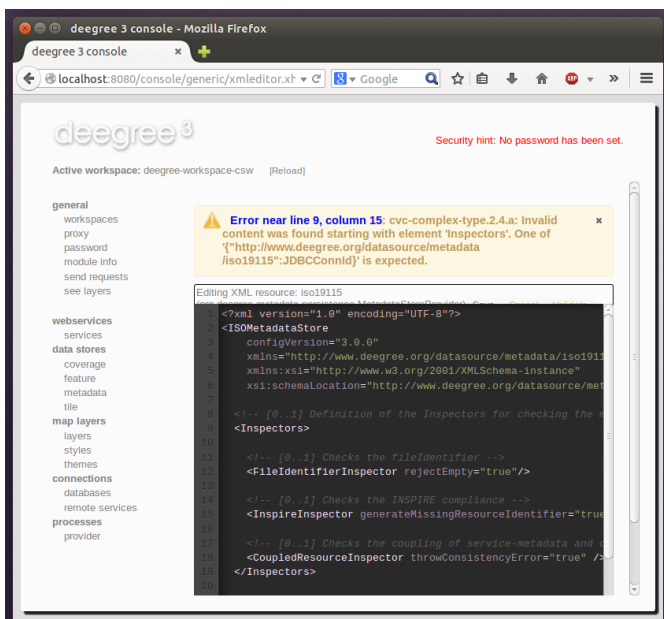 deegree 3 console - Mozilla Firefox
deegree 3 console
localhost:8080/console/generic/xmleditor.xh
Google
ABP
deegree 3
Security hint: No password has been set.
Active workspace: deegree-workspace-csw [Reload]
general
workspaces
proxy
password
module info
send requests
see layers
webservices
services
data stores
coverage
feature
metadata
tile
map layers
layers
styles
themes
connections
databases
remote services
processes
provider
Error near line 9, column 15: cvc-complex-type.2.4.a: Invalid
content was found starting with element 'Inspectors'. One of
'{"http://www.deegree.org/datasource/metadata
/iso19115":JDBCConnId}' is expected.
Editing XML resource: iso19115
(org.deegree.metadata.persistence.MetadataStoreProvider) Save Cancel Validate
1 <?xml version="1.0" encoding="UTF-8"?>
2 <ISOMetadataStore
3 configVersion="3.0.0"
4 xmlns="http://www.deegree.org/datasource/metadata/iso1911
5 xmlns:xsi="http://www.w3.org/2001/XMLSchema-instance"
6 xsi:schemaLocation="http://www.deegree.org/datasource/met
7
8 <!-- [0..1] Definition of the Inspectors for checking the m
9 <Inspectors>
10
11 <!-- [0..1] Checks the fileIdentifier -->
12 <FileIdentifierInspector rejectEmpty="true"/>
13
14 <!-- [0..1] Checks the INSPIRE compliance -->
15 <InspireInspector generateMissingResourceIdentifier="true
16
17 <!-- [0..1] Checks the coupling of service-metadata and d
18 <CoupledResourceInspector throwConsistencyError="true" />
19 </Inspectors>
20